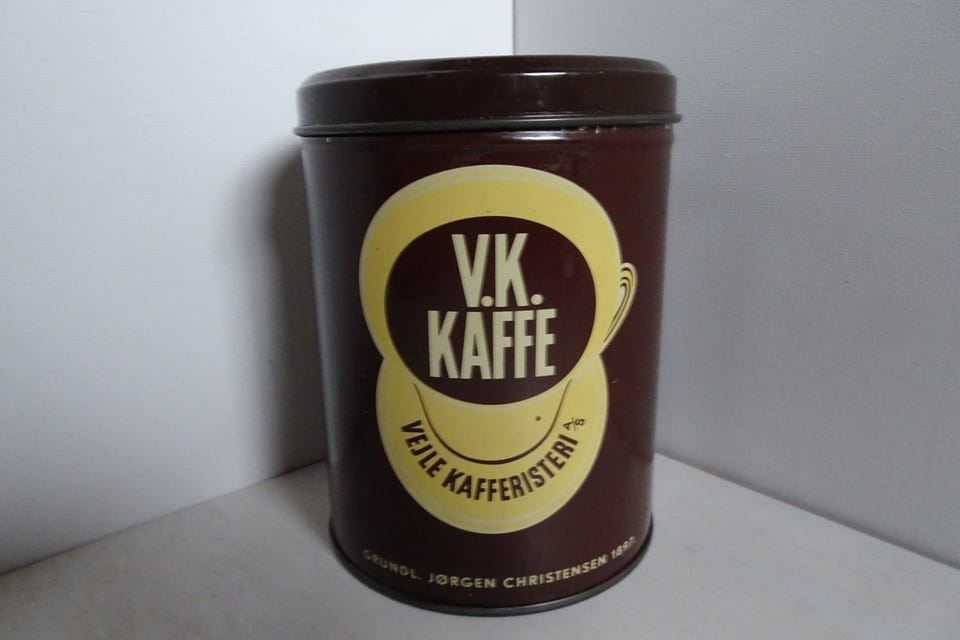 V.K.
KAFFE
VEJLE KAFFERISTERI A/S
GRUNDL. JØRGEN CHRISTENSEN 1897.